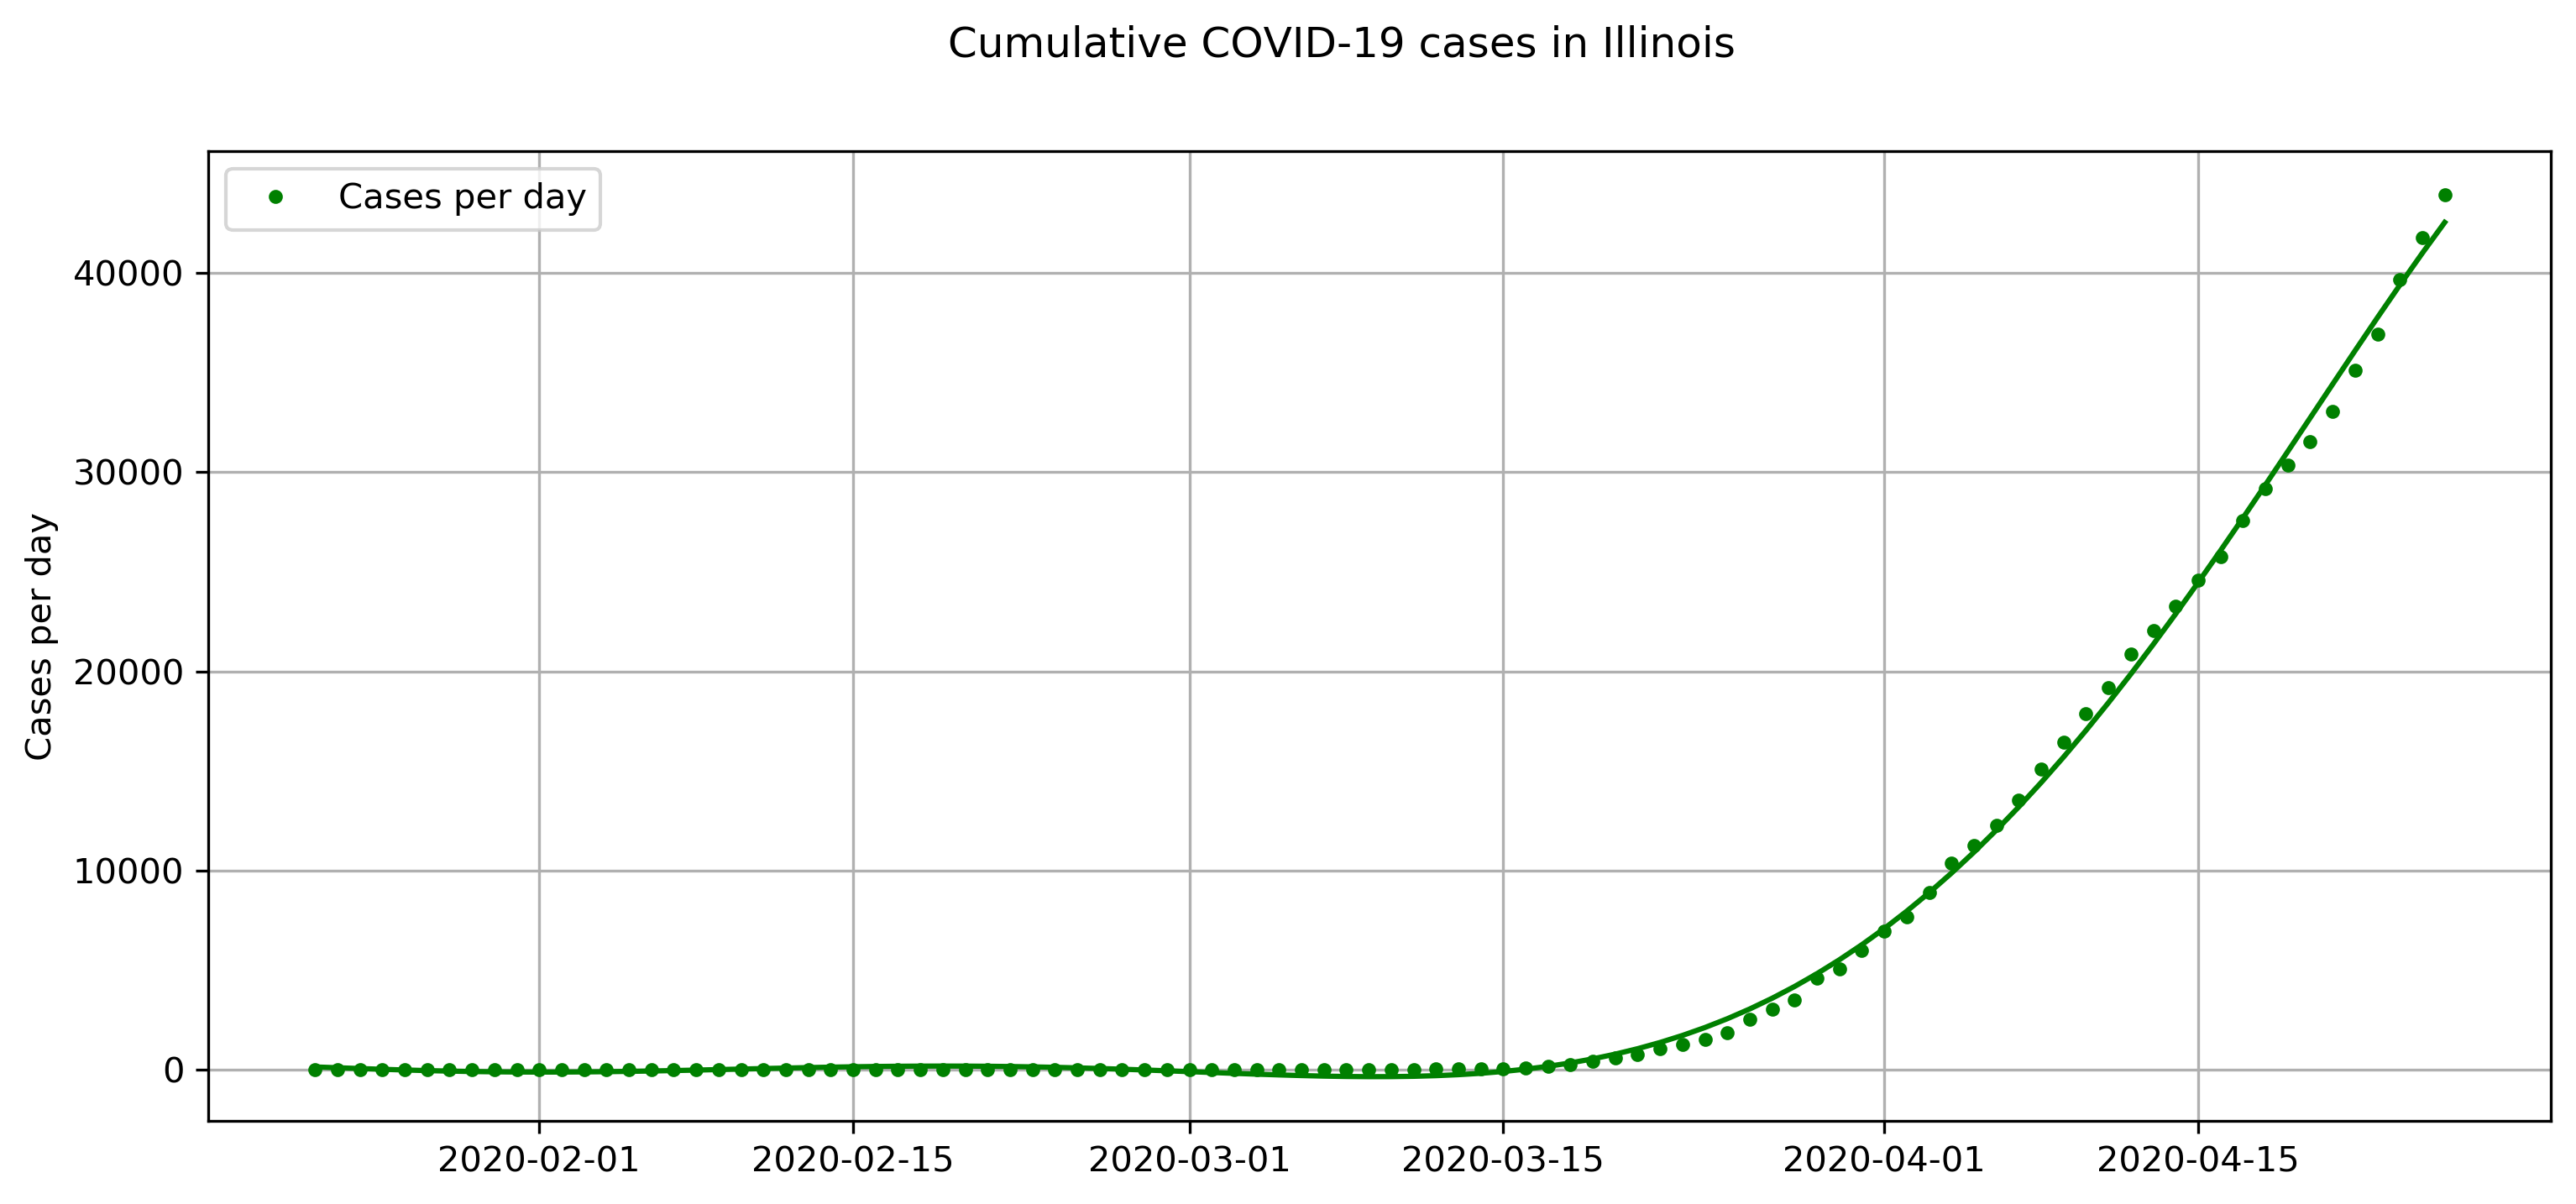 Cumulative COVID-19 cases in Illinois
Cases per day
Cases per day
40000
30000
20000
10000
0
2020-02-01 2020-02-15 2020-03-01 2020-03-15 2020-04-01 2020-04-15